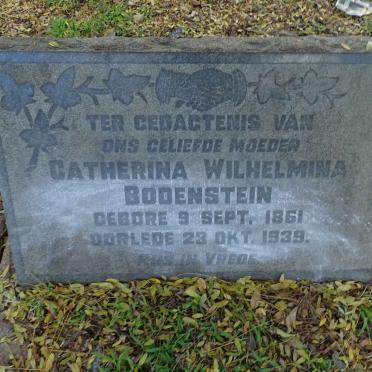 TER GEDACTENIS VAN
ONS GELIEFDE MOEDER
CATHERINA WILHELMINA
BODENSTEIN
GEBORE 9 SEPT. 1861
OORLEDE 23 OKT. 1939.
RUS IN VREDE